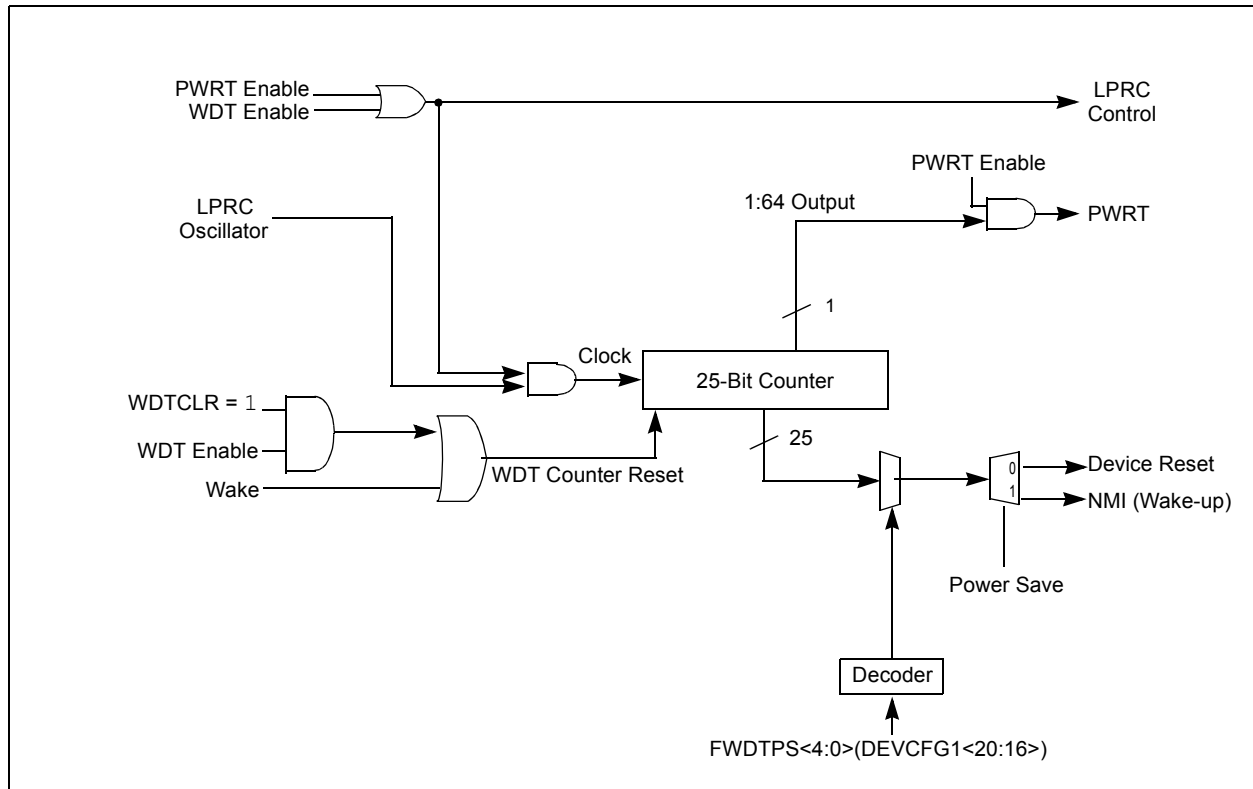 PWRT Enable
WDT Enable
LPRC
Control
PWRT Enable
1:64 Output
LPRC
Oscillator
PWRT
1
Clock
25-Bit Counter
WDTCLR = 1
25
WDT Enable
WDT Counter Reset
Wake
0
1
Device Reset
NMI (Wake-up)
Power Save
Decoder
FWDTPS<4:0>(DEVCFG1<20:16>)